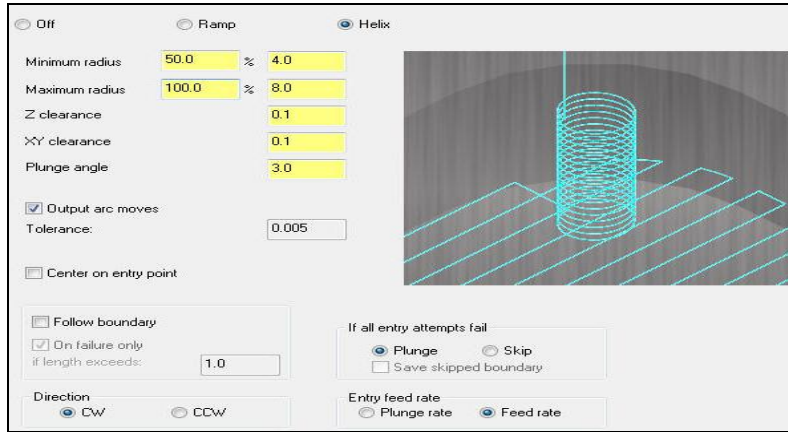 Off Ramp Helix
Minimum radius 50.0 % 4.0
Maximum radius 100.0 % 8.0
Z clearance 0.1
XY clearance 0.1
Plunge angle 3.0
Output arc moves
Tolerance: 0.005
Center on entry point
Follow boundary
On failure only
if length exceeds: 1.0
If all entry attempts fail
Plunge Skip
Save skipped boundary
Direction
CW CCW
Entry feed rate
Plunge rate Feed rate